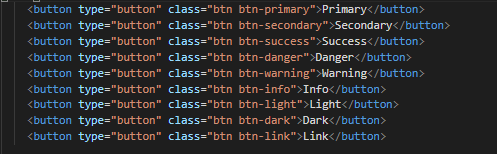 <button type="button" class="btn btn-primary">Primary</button>
<button type="button" class="btn btn-secondary">Secondary</button>
<button type="button" class="btn btn-success">Success</button>
<button type="button" class="btn btn-danger">Danger</button>
<button type="button" class="btn btn-warning">Warning</button>
<button type="button" class="btn btn-info">Info</button>
<button type="button" class="btn btn-light">Light</button>
<button type="button" class="btn btn-dark">Dark</button>
<button type="button" class="btn btn-link">Link</button>